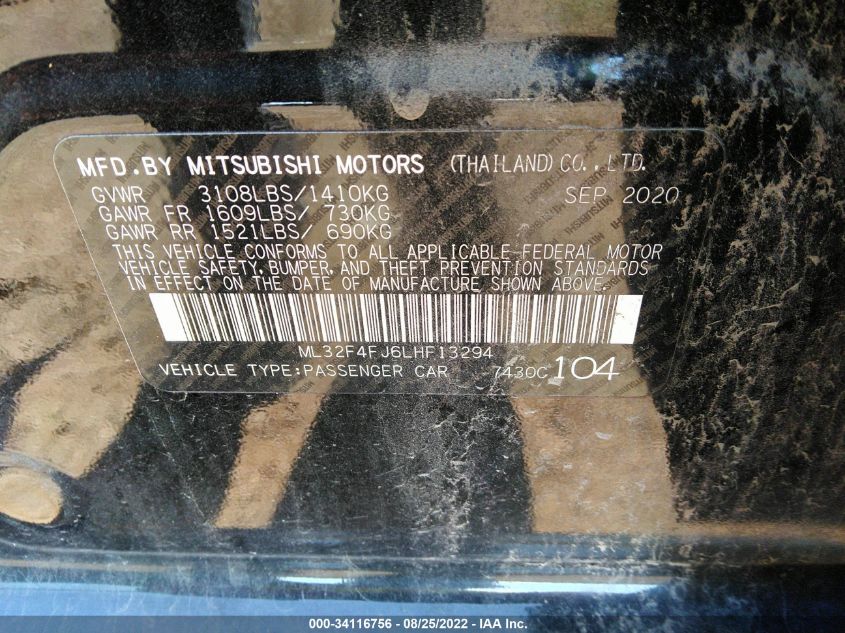 MFD.BY MITSUBISHI MOTORS (THAILAND) CO., LTD.
GVWR 3108LBS/1410KG SEP 2020
GAWR FR 1609LBS/ 730KG
GAWR RR 1521LBS/ 690KG
THIS VEHICLE CONFORMS TO ALL APPLICABLE FEDERAL MOTOR
VEHICLE SAFETY, BUMPER, AND THEFT PREVENTION STANDARDS
IN EFFECT ON THE DATE OF MANUFACTURE SHOWN ABOVE.
ML32F4FJ6LHF13294
VEHICLE TYPE:PASSENGER CAR 7430C 104
000-34116756 - 08/25/2022 - IAA Inc.